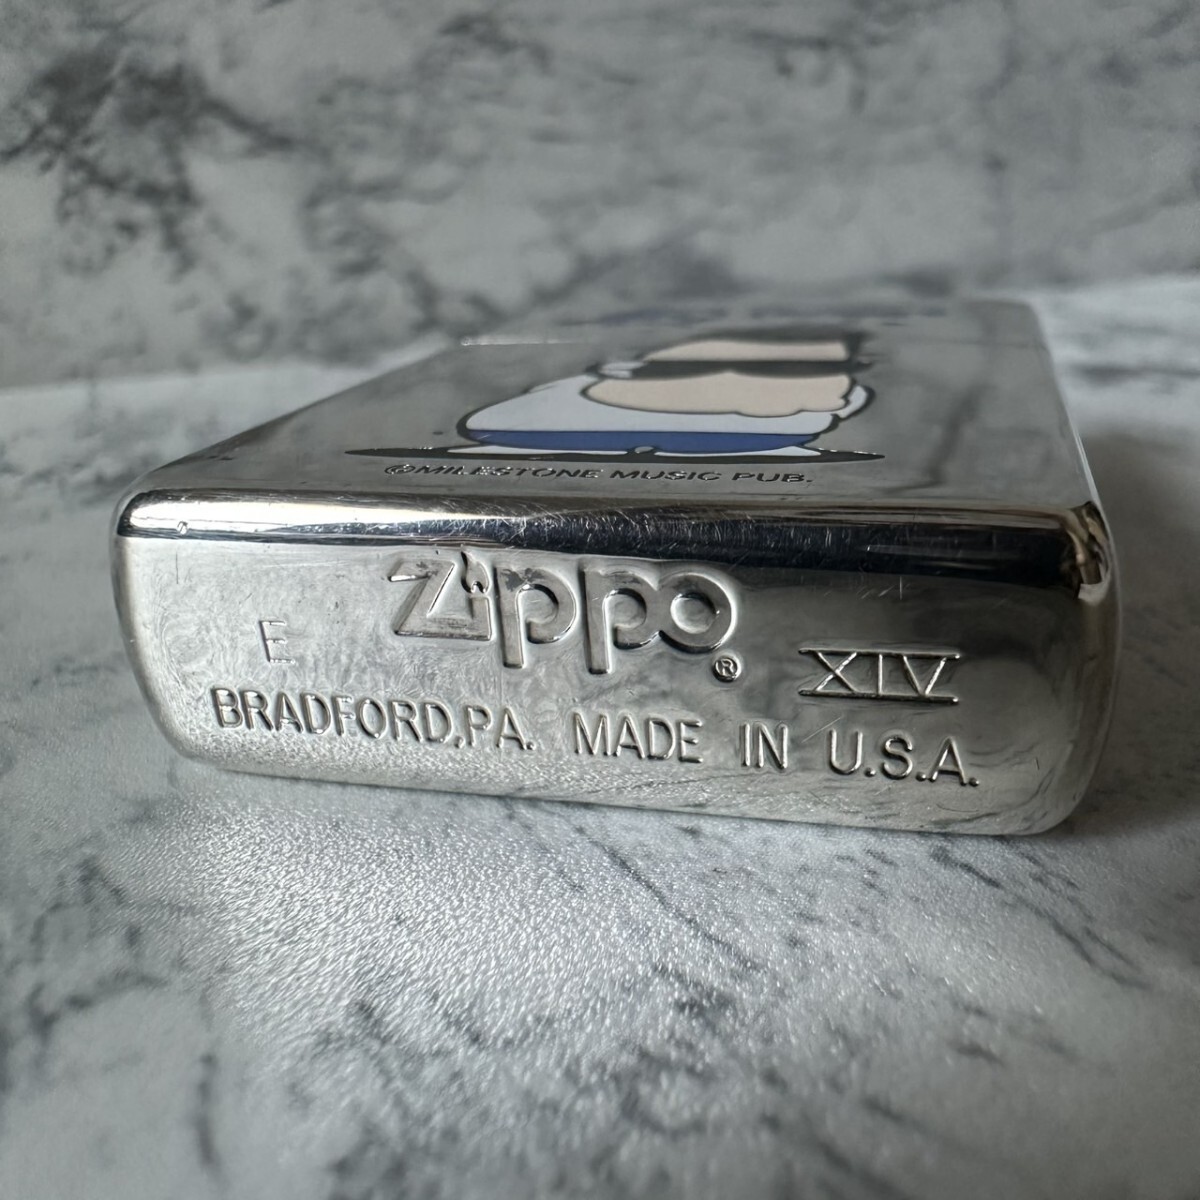 ©MILESTONE MUSIC PUB.
Zippo®
E XIV
BRADFORD,PA. MADE IN U.S.A.